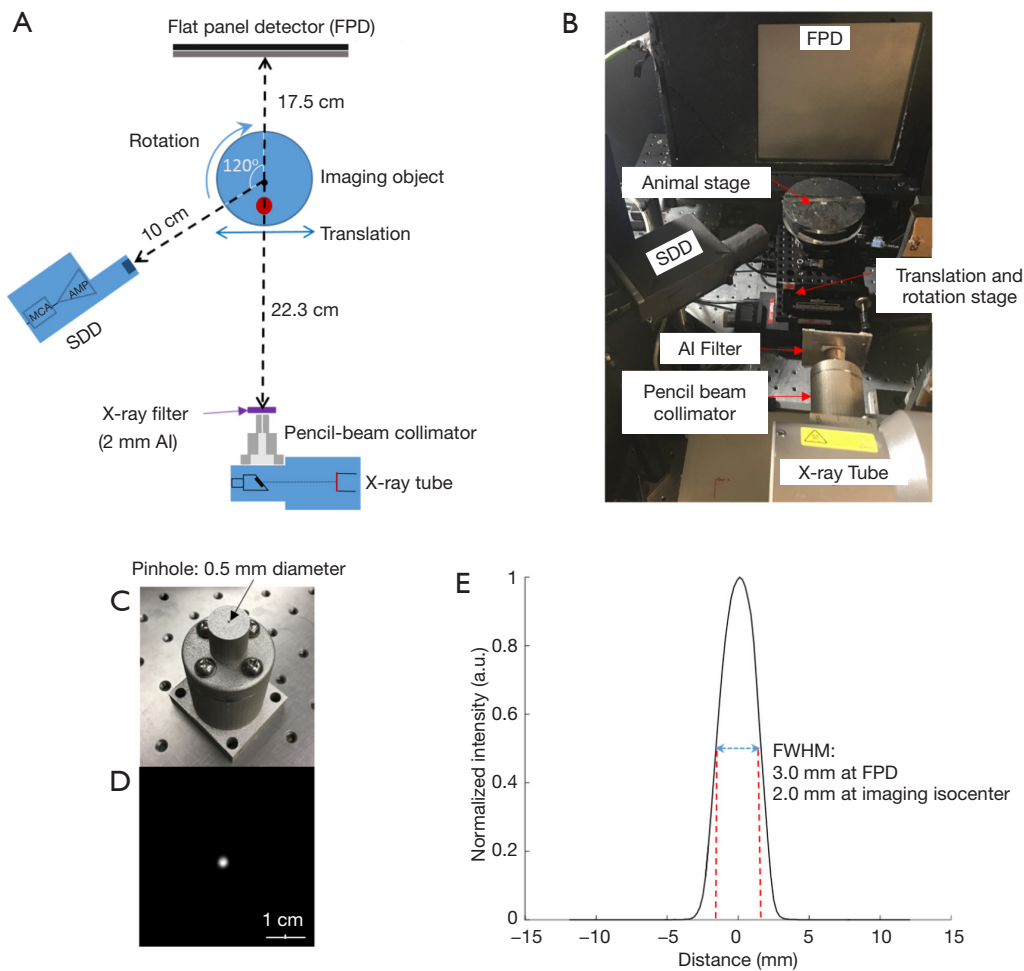 A
Flat panel detector (FPD)
17.5 cm
Rotation
120°
Imaging object
10 cm
Translation
MCA
AMP
SDD
22.3 cm
X-ray filter
(2 mm Al)
Pencil-beam collimator
X-ray tube
B
FPD
Animal stage
SDD
Translation and
rotation stage
Al Filter
Pencil beam
collimator
X-ray Tube
Pinhole: 0.5 mm diameter
C
D
1 cm
E
Normalized intensity (a.u.)
1
0.8
0.6
0.4
0.2
0
FWHM:
3.0 mm at FPD
2.0 mm at imaging isocenter
−15
−10
−5
0
5
10
15
Distance (mm)